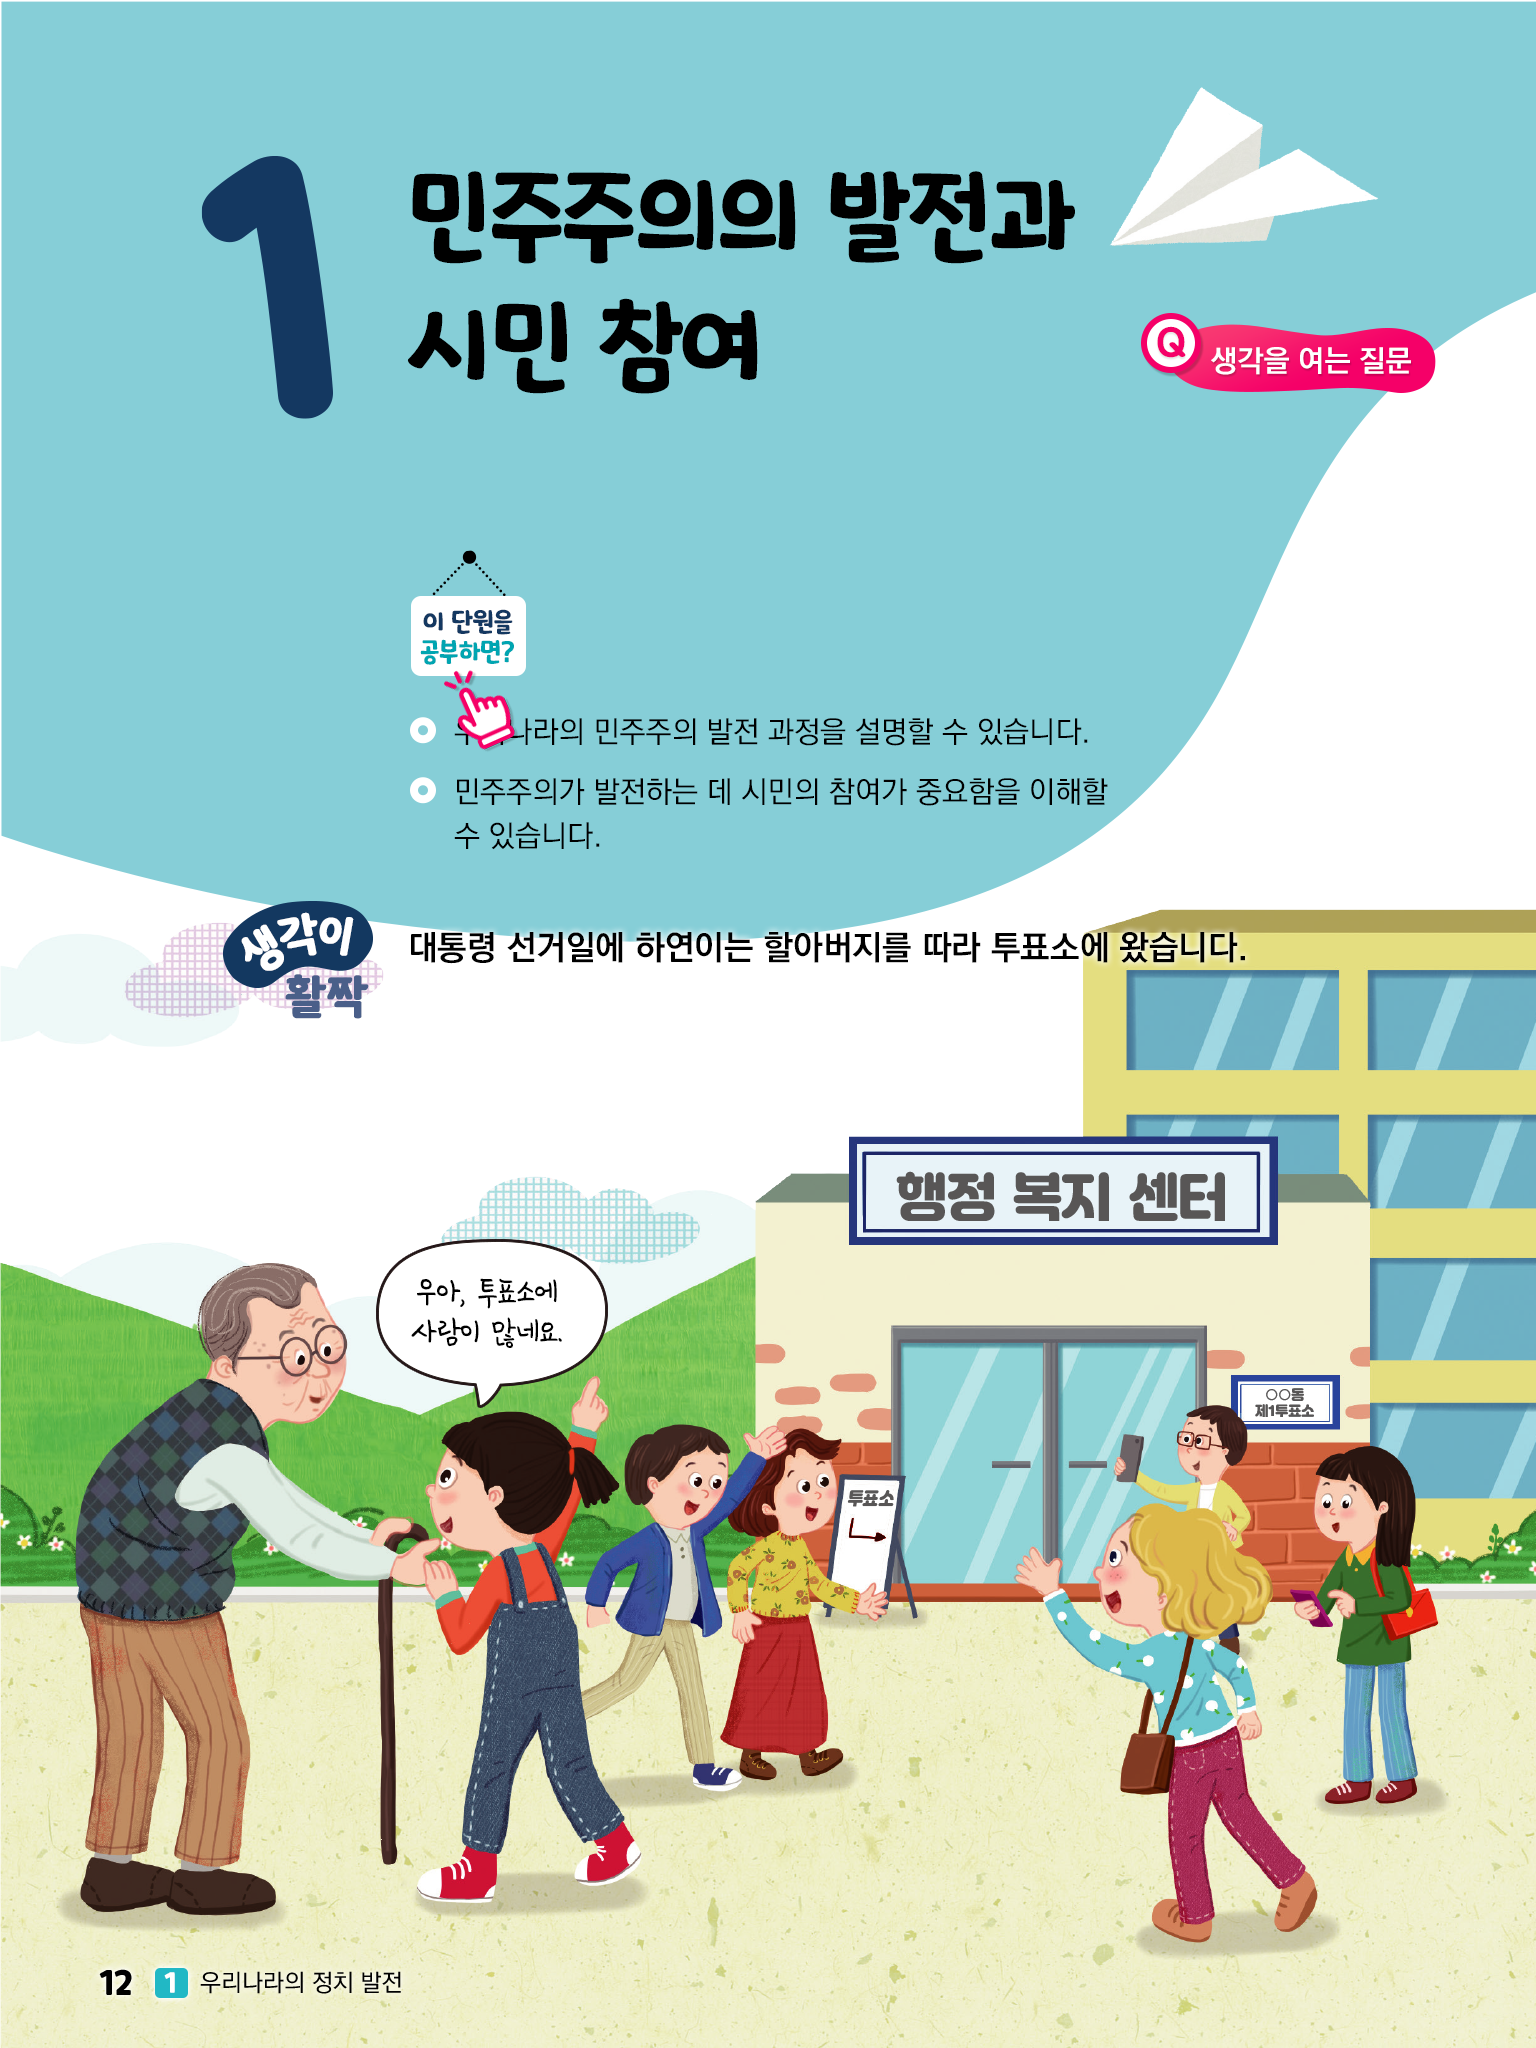 1
민주주의의 발전과
시민 참여
Q 생각을 여는 질문
이 단원을
공부하면?
우리나라의 민주주의 발전 과정을 설명할 수 있습니다.
민주주의가 발전하는 데 시민의 참여가 중요함을 이해할
수 있습니다.
생각이
활짝
대통령 선거일에 하연이는 할아버지를 따라 투표소에 왔습니다.
행정 복지 센터
우아, 투표소에
사람이 많네요.
○○동
제1투표소
투표소
12 1 우리나라의 정치 발전